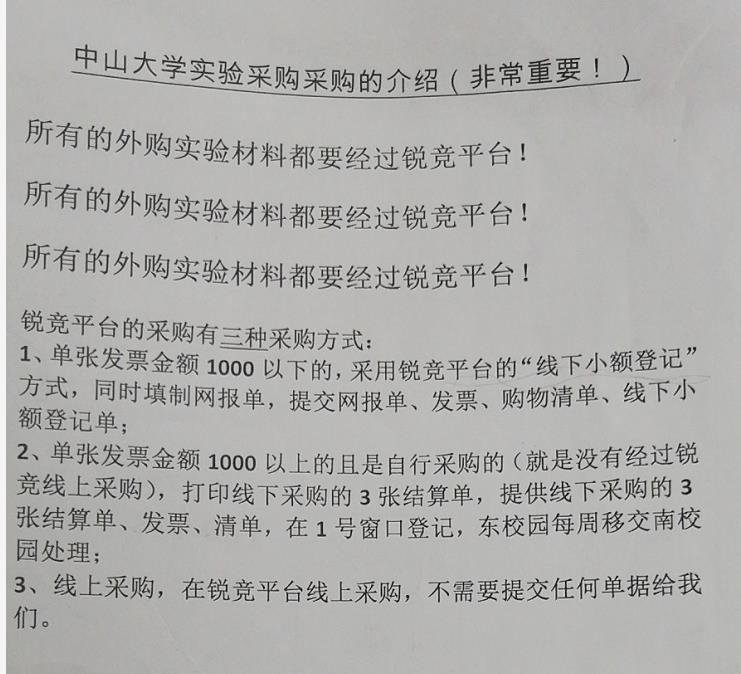 中山大学实验采购采购的介绍（非常重要！）
所有的外购实验材料都要经过锐竞平台！
所有的外购实验材料都要经过锐竞平台！
所有的外购实验材料都要经过锐竞平台！
锐竞平台的采购有三种采购方式：
1、单张发票金额 1000 以下的，采用锐竞平台的“线下小额登记”
方式，同时填制网报单，提交网报单、发票、购物清单、线下小
额登记单；
2、单张发票金额 1000 以上的且是自行采购的（就是没有经过锐
竞线上采购），打印线下采购的 3 张结算单，提供线下采购的 3
张结算单、发票、清单，在 1 号窗口登记，东校园每周移交南校
园处理；
3、线上采购，在锐竞平台线上采购，不需要提交任何单据给我
们。